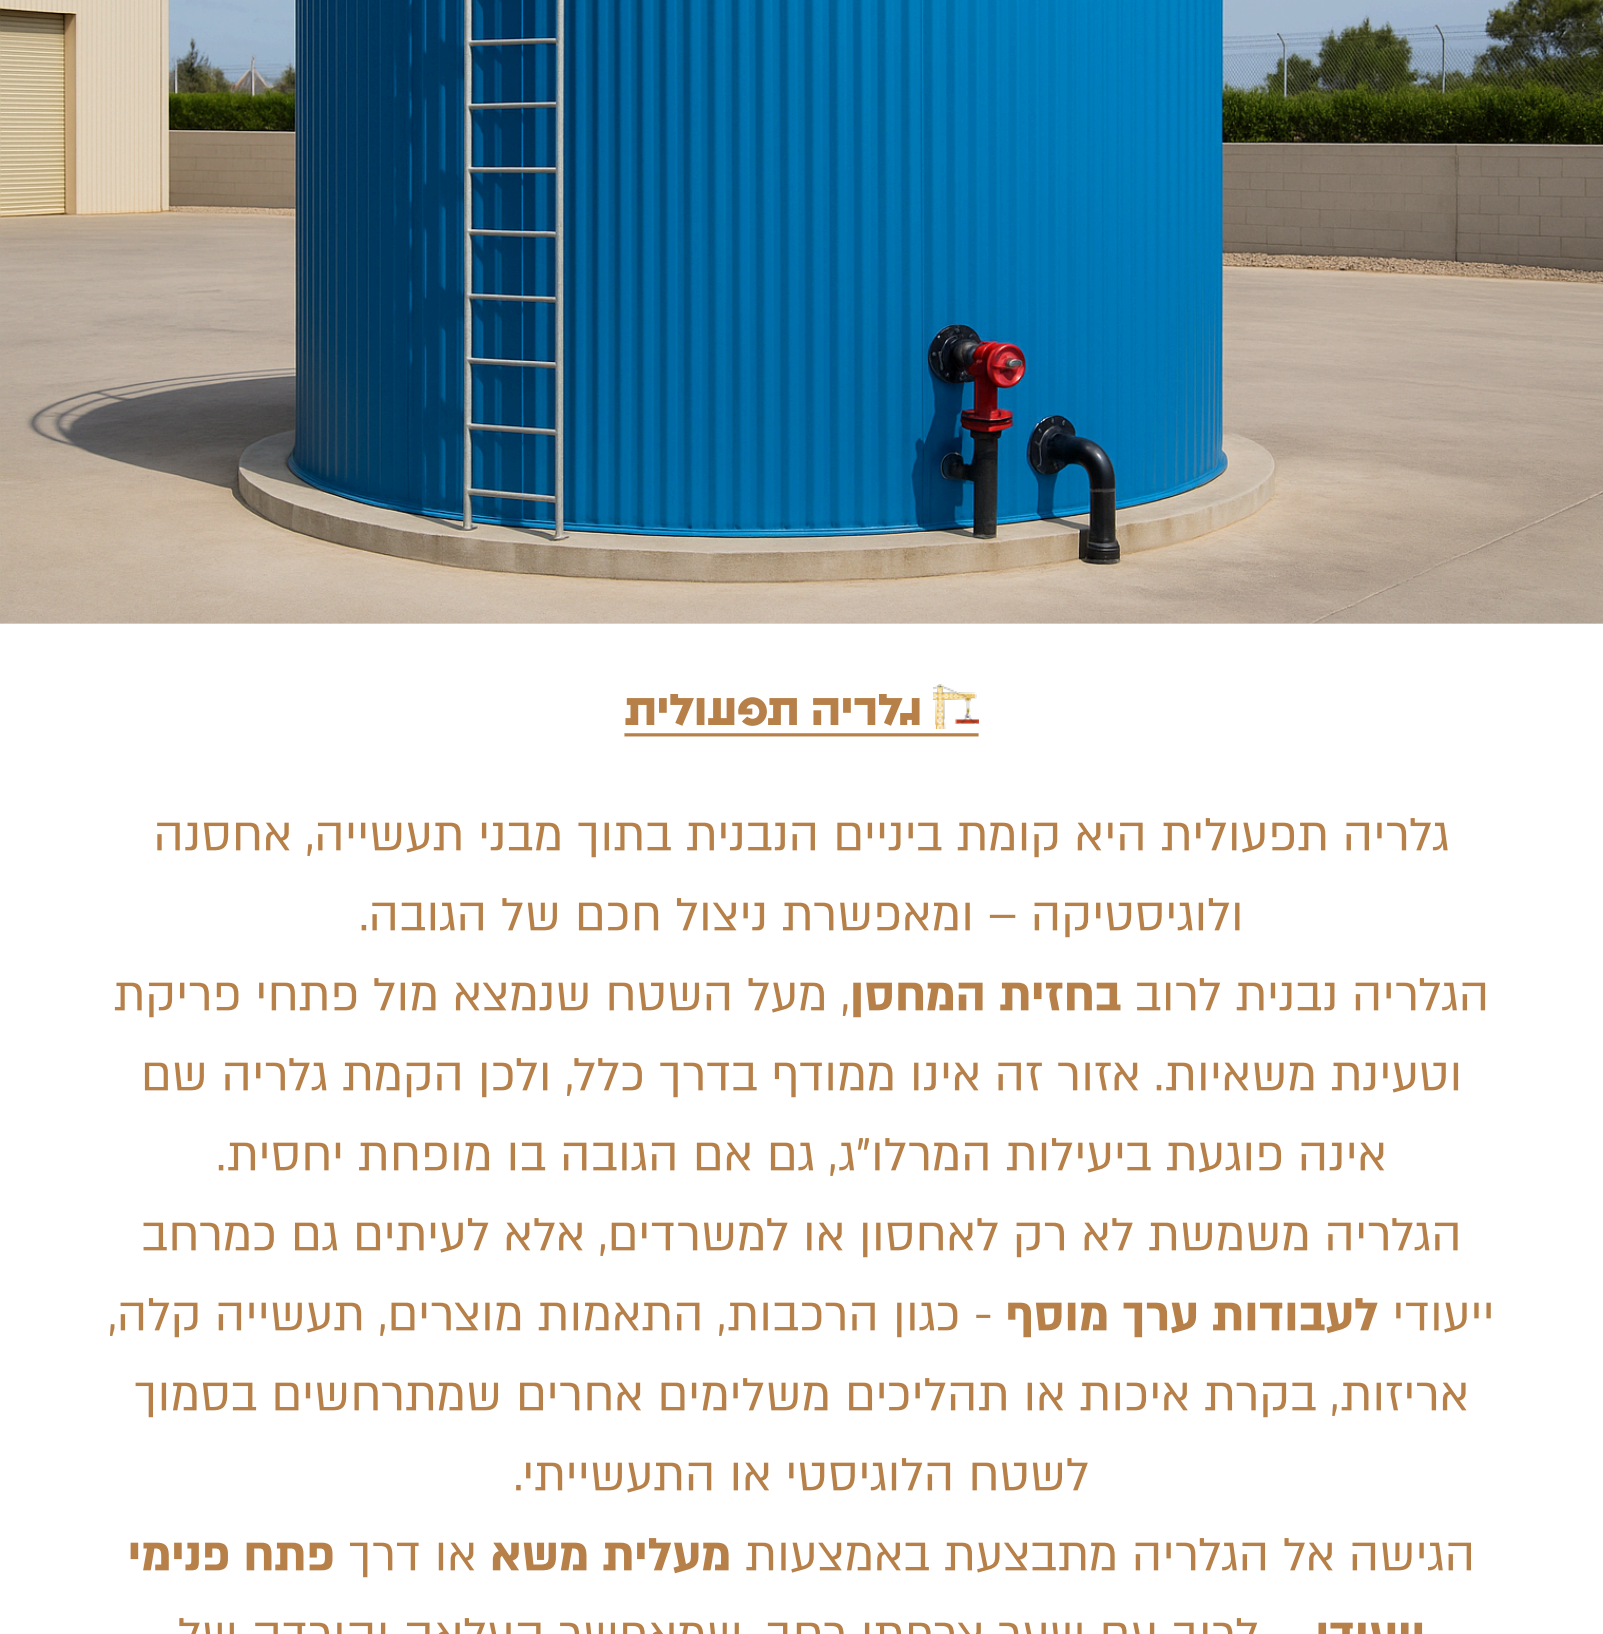 🏗️ גלריה תפעולית
גלריה תפעולית היא קומת ביניים הנבנית בתוך מבני תעשייה, אחסנה
ולוגיסטיקה – ומאפשרת ניצול חכם של הגובה.
הגלריה נבנית לרוב בחזית המחסן, מעל השטח שנמצא מול פתחי פריקת
וטעינת משאיות. אזור זה אינו ממודף בדרך כלל, ולכן הקמת גלריה שם
אינה פוגעת ביעילות המרלו"ג, גם אם הגובה בו מופחת יחסית.
הגלריה משמשת לא רק לאחסון או למשרדים, אלא לעיתים גם כמרחב
ייעודי לעבודות ערך מוסף - כגון הרכבות, התאמות מוצרים, תעשייה קלה,
אריזות, בקרת איכות או תהליכים משלימים אחרים שמתרחשים בסמוך
לשטח הלוגיסטי או התעשייתי.
הגישה אל הגלריה מתבצעת באמצעות מעלית משא או דרך פתח פנימי